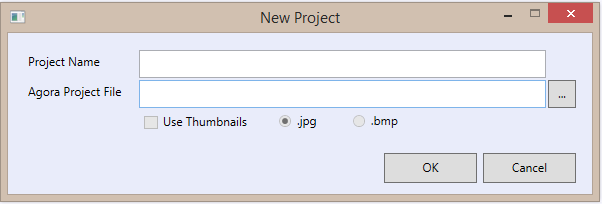 New Project
Project Name
Agora Project File
...
Use Thumbnails .jpg .bmp
OK Cancel